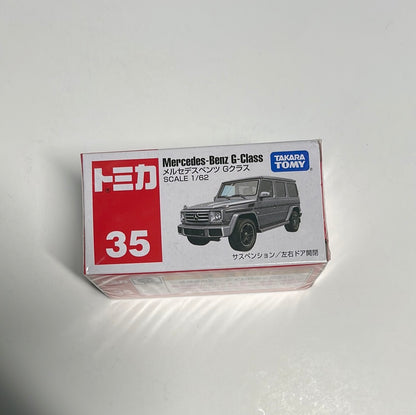 トミカ
35
Mercedes-Benz G-Class
メルセデスベンツ Gクラス
SCALE 1/62
TAKARA
TOMY
サスペンション／左右ドア開閉